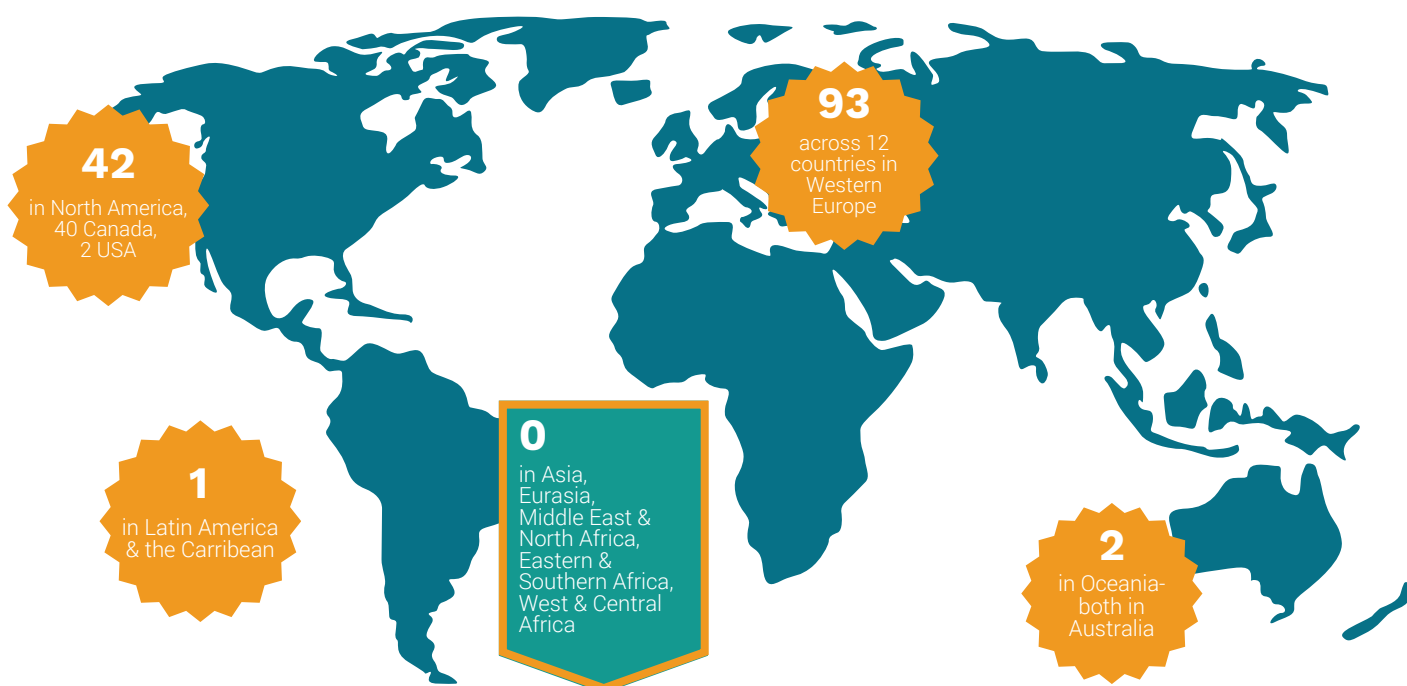 42
in North America,
40 Canada,
2 USA
93
across 12
countries in
Western
Europe
1
in Latin America
& the Carribean
0
in Asia,
Eurasia,
Middle East &
North Africa,
Eastern &
Southern Africa,
West & Central
Africa
2
in Oceania-
both in
Australia